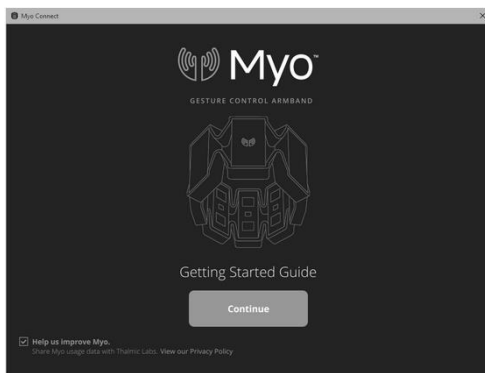 Myo Connect
Myo™
GESTURE CONTROL ARMBAND
Getting Started Guide
Continue
Help us improve Myo.
Share Myo usage data with Thalmic Labs. View our Privacy Policy